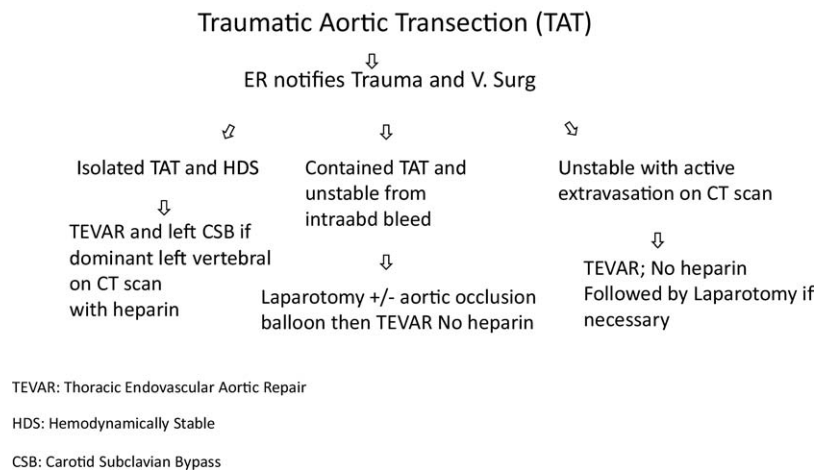 Traumatic Aortic Transection (TAT)
ER notifies Trauma and V. Surg
Isolated TAT and HDS
TEVAR and left CSB if
dominant left vertebral
on CT scan
with heparin
Contained TAT and
unstable from
intraabd bleed
Laparotomy +/- aortic occlusion
balloon then TEVAR No heparin
Unstable with active
extravasation on CT scan
TEVAR; No heparin
Followed by Laparotomy if
necessary
TEVAR: Thoracic Endovascular Aortic Repair
HDS: Hemodynamically Stable
CSB: Carotid Subclavian Bypass